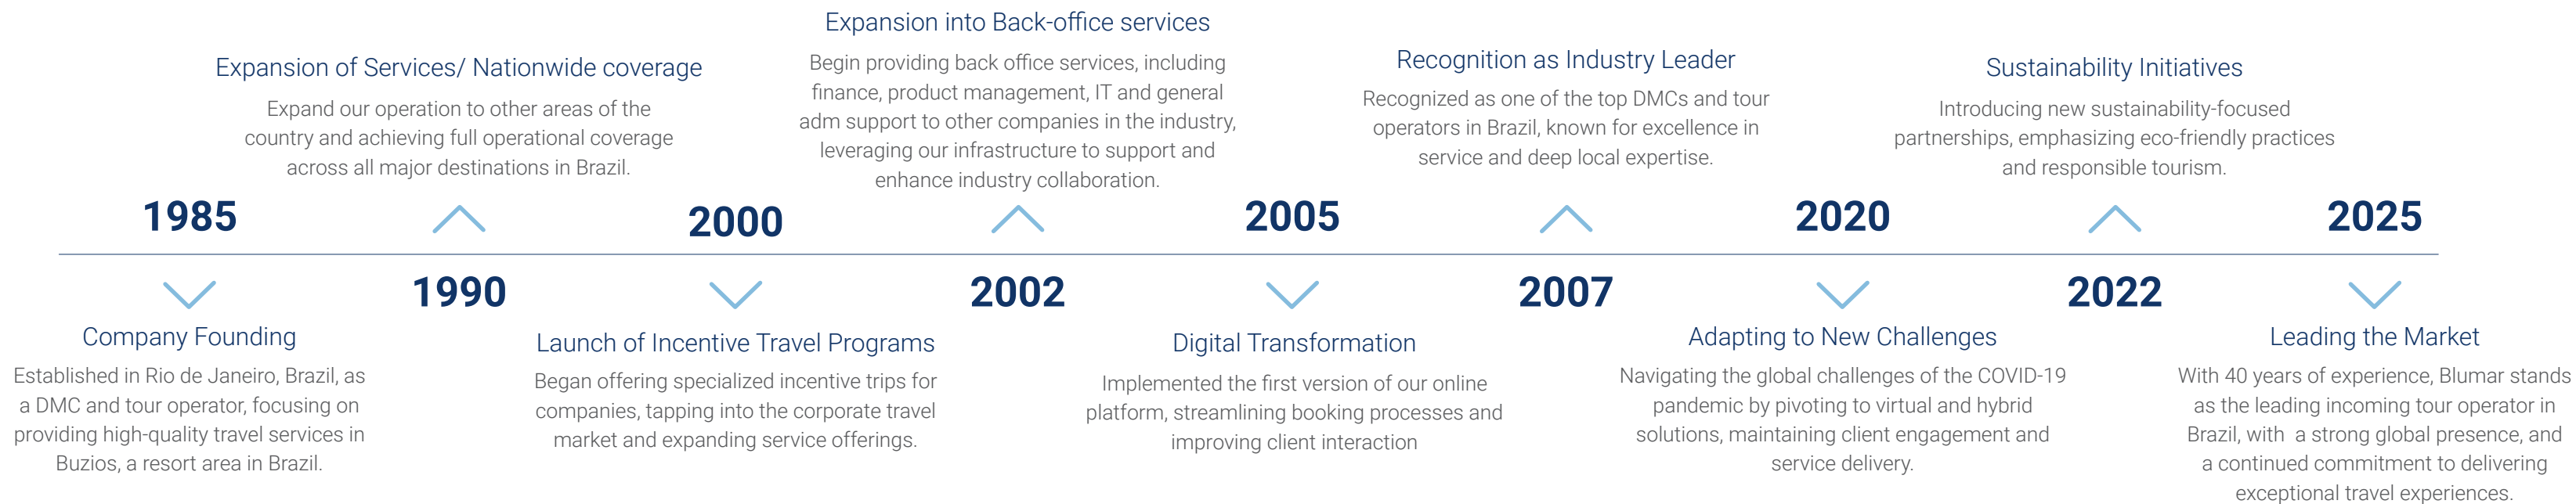 1985
Company Founding
Established in Rio de Janeiro, Brazil, as
a DMC and tour operator, focusing on
providing high-quality travel services in
Buzios, a resort area in Brazil.
Expansion of Services/ Nationwide coverage
Expand our operation to other areas of the
country and achieving full operational coverage
across all major destinations in Brazil.
1990
2000
Launch of Incentive Travel Programs
Began offering specialized incentive trips for
companies, tapping into the corporate travel
market and expanding service offerings.
Expansion into Back-office services
Begin providing back office services, including
finance, product management, IT and general
adm support to other companies in the industry,
leveraging our infrastructure to support and
enhance industry collaboration.
2002
2005
Digital Transformation
Implemented the first version of our online
platform, streamlining booking processes and
improving client interaction
Recognition as Industry Leader
Recognized as one of the top DMCs and tour
operators in Brazil, known for excellence in
service and deep local expertise.
2007
2020
Adapting to New Challenges
Navigating the global challenges of the COVID-19
pandemic by pivoting to virtual and hybrid
solutions, maintaining client engagement and
service delivery.
Sustainability Initiatives
Introducing new sustainability-focused
partnerships, emphasizing eco-friendly practices
and responsible tourism.
2022
2025
Leading the Market
With 40 years of experience, Blumar stands
as the leading incoming tour operator in
Brazil, with  a strong global presence, and
a continued commitment to delivering
exceptional travel experiences.